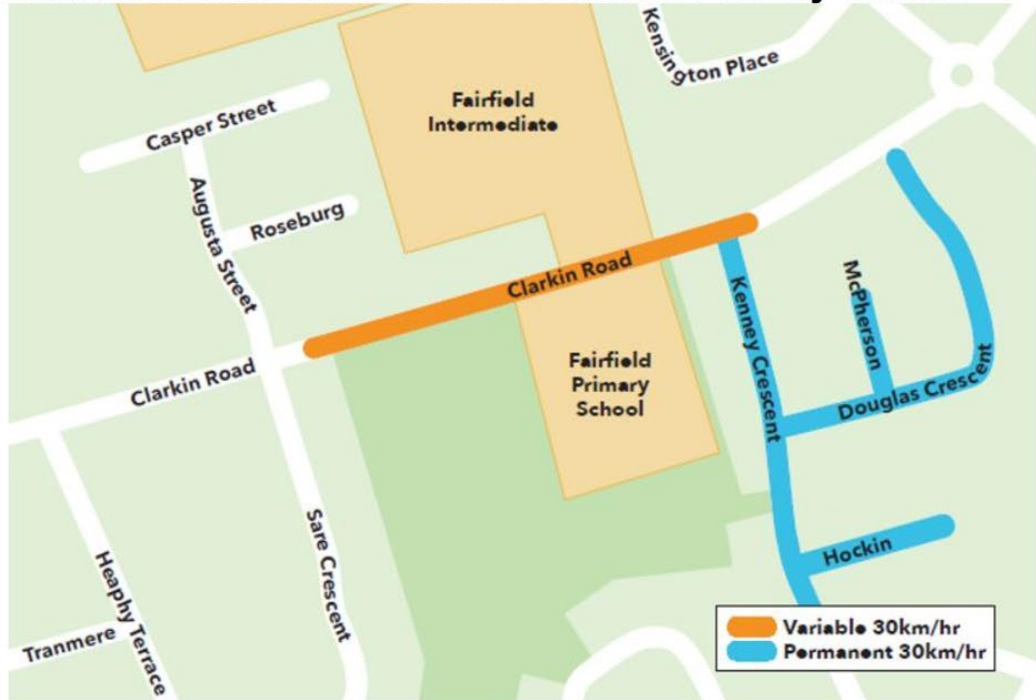 Kensington Place
Fairfield
Intermediate
Casper Street
Augusta Street
Roseburg
Clarkin Road
McPherson
Kenney Crescent
Fairfield
Primary
School
Clarkin Road
Douglas Crescent
Sare Crescent
Hockin
Heaphy Terrace
Tranmere
Variable 30km/hr
Permanent 30km/hr